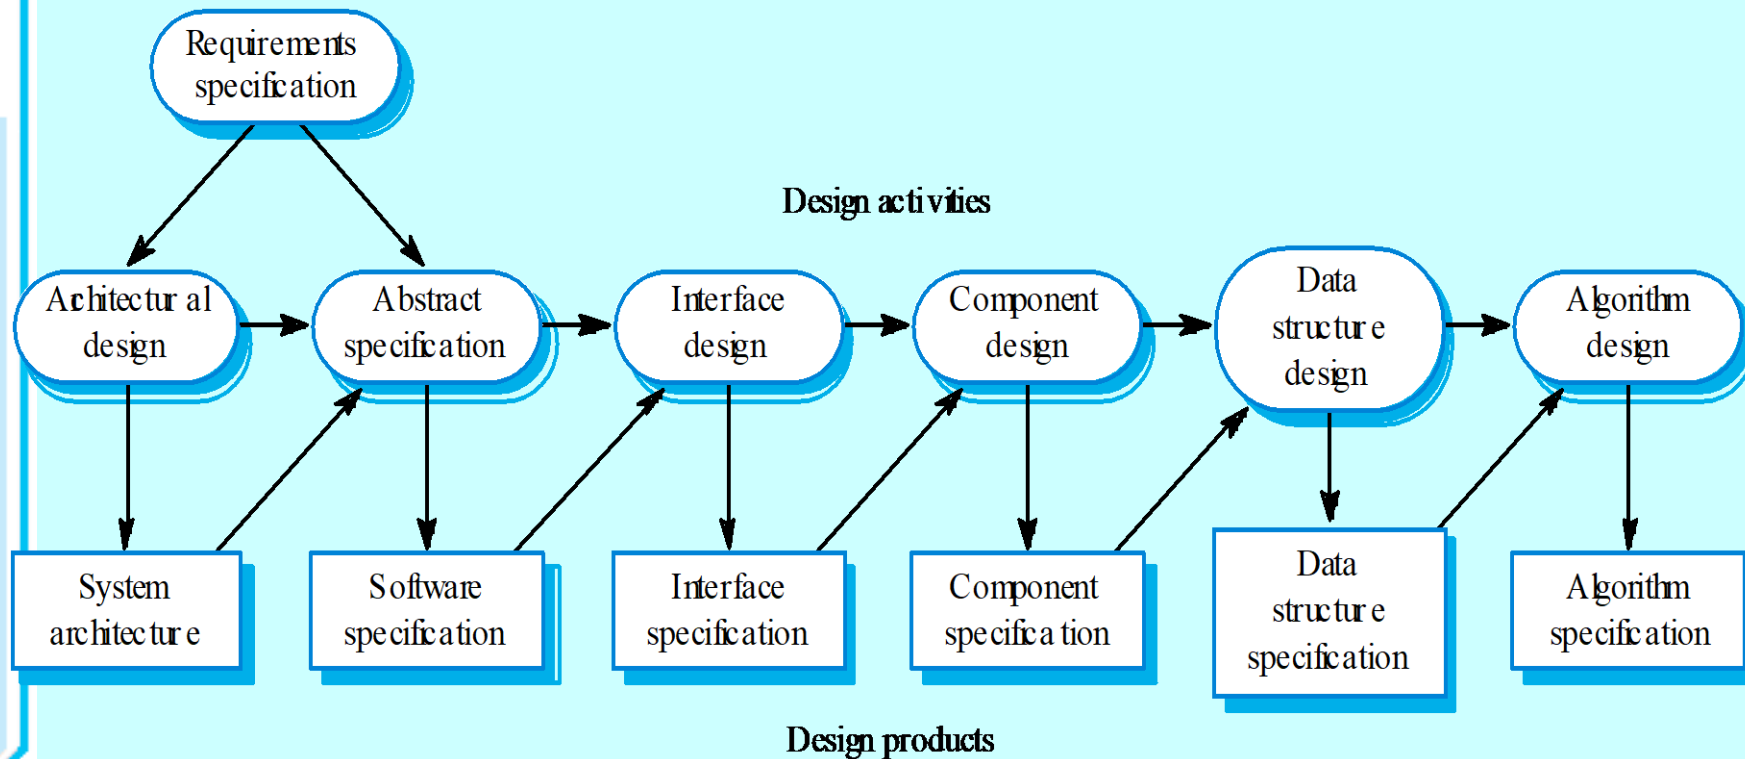 Requirements
specification
Design activities
Architectural
design
Abstract
specification
Interface
design
Component
design
Data
structure
design
Algorithm
design
System
architecture
Software
specification
Interface
specification
Component
specification
Data
structure
specification
Algorithm
specification
Design products